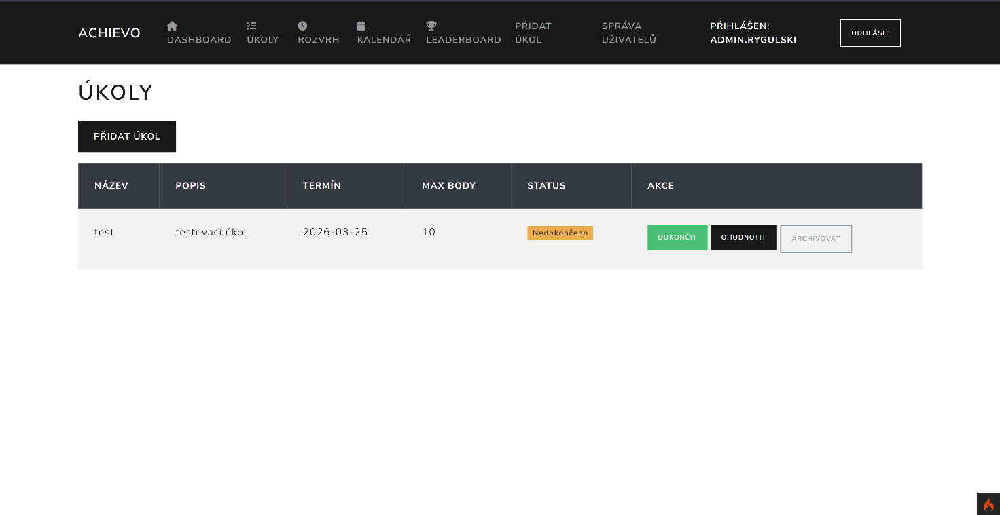 ACHIEVO
DASHBOARD
ÚKOLY
ROZVRH
KALENDÁŘ
LEADERBOARD
PŘIDAT
ÚKOL
SPRÁVA
UŽIVATELŮ
PŘIHLÁŠEN:
ADMIN.RYGULSKI
ODHLÁSIT
ÚKOLY
PŘIDAT ÚKOL
NÁZEV POPIS TERMÍN MAX BODY STATUS AKCE
test testovací úkol 2026-03-25 10 Nedokončeno DOKONČIT OHODNOTIT ARCHIVOVAT